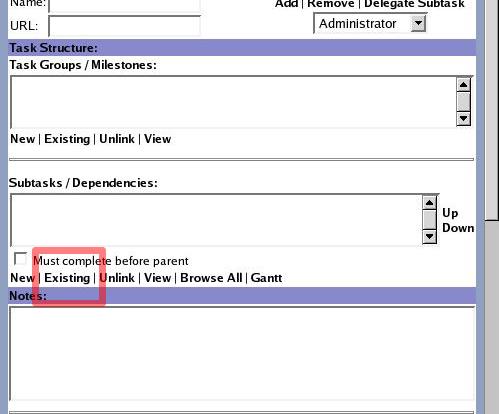 Name:
Add | Remove | Delegate Subtask
URL:
Administrator
Task Structure:
Task Groups / Milestones:
New | Existing | Unlink | View
Subtasks / Dependencies:
Up
Down
Must complete before parent
New | Existing | Unlink | View | Browse All | Gantt
Notes: